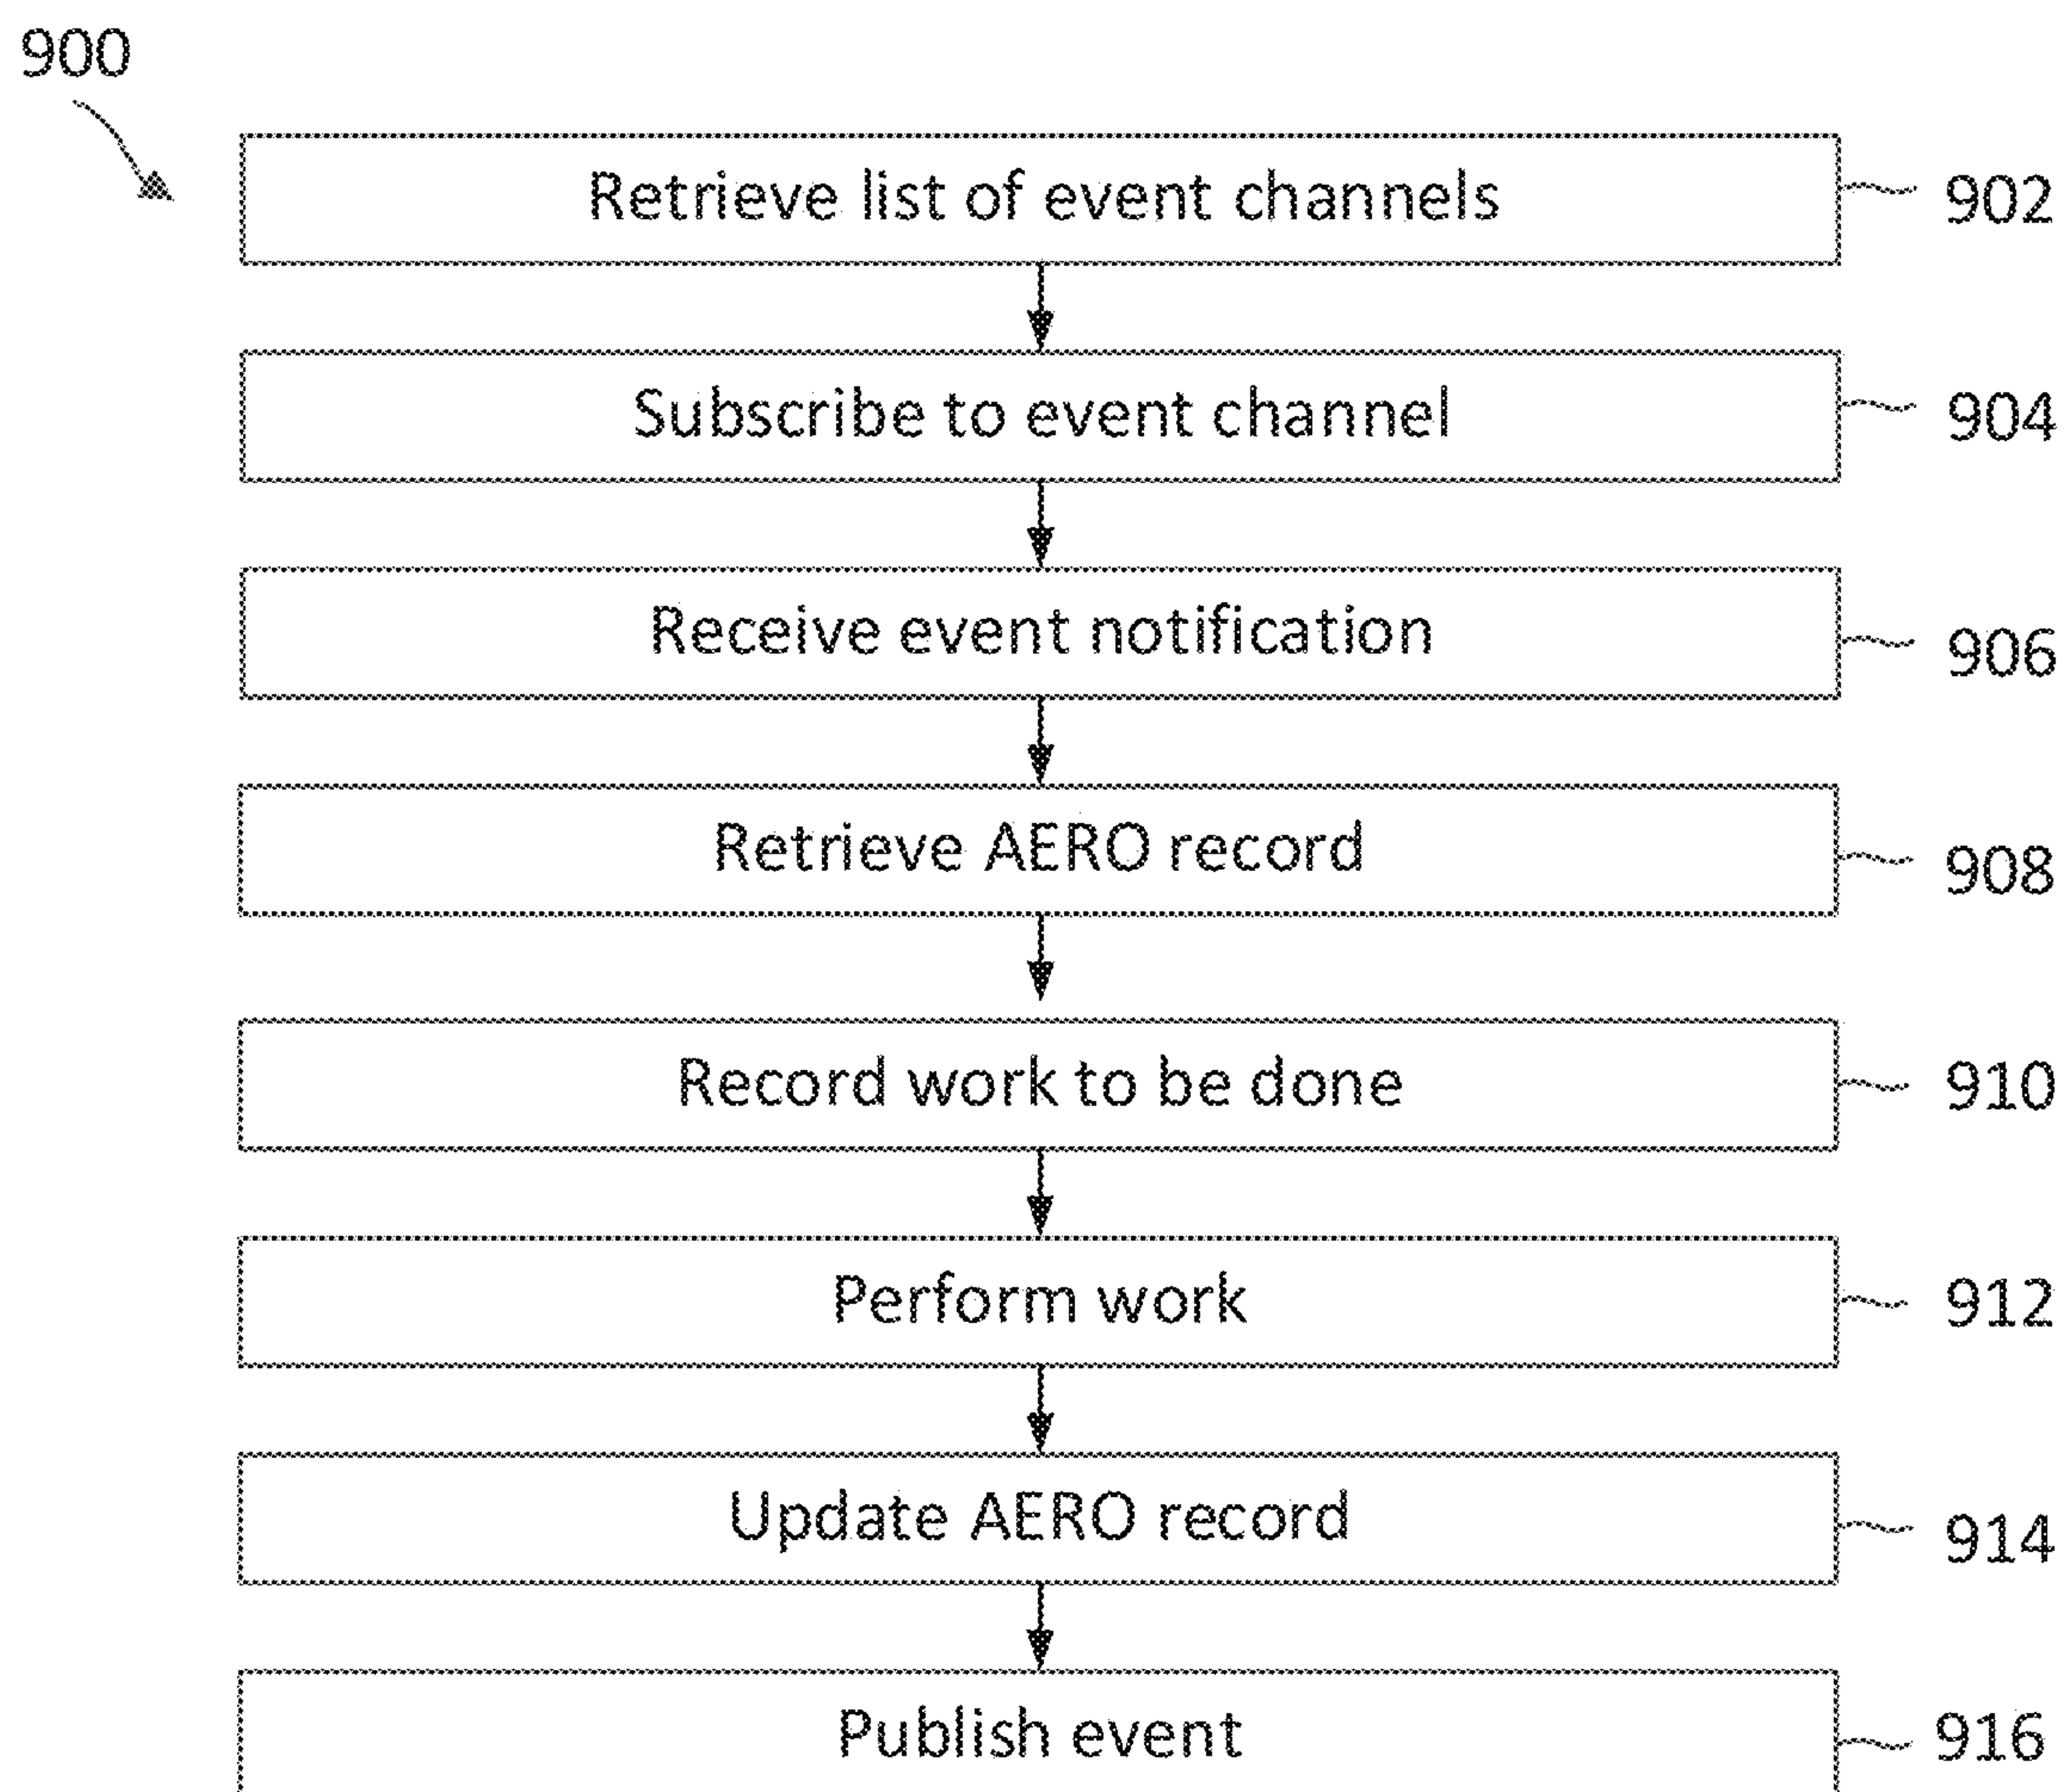 900
Retrieve list of event channels
902
Subscribe to event channel
904
Receive event notification
906
Retrieve AERO record
908
Record work to be done
910
Perform work
912
Update AERO record
914
Publish event
916